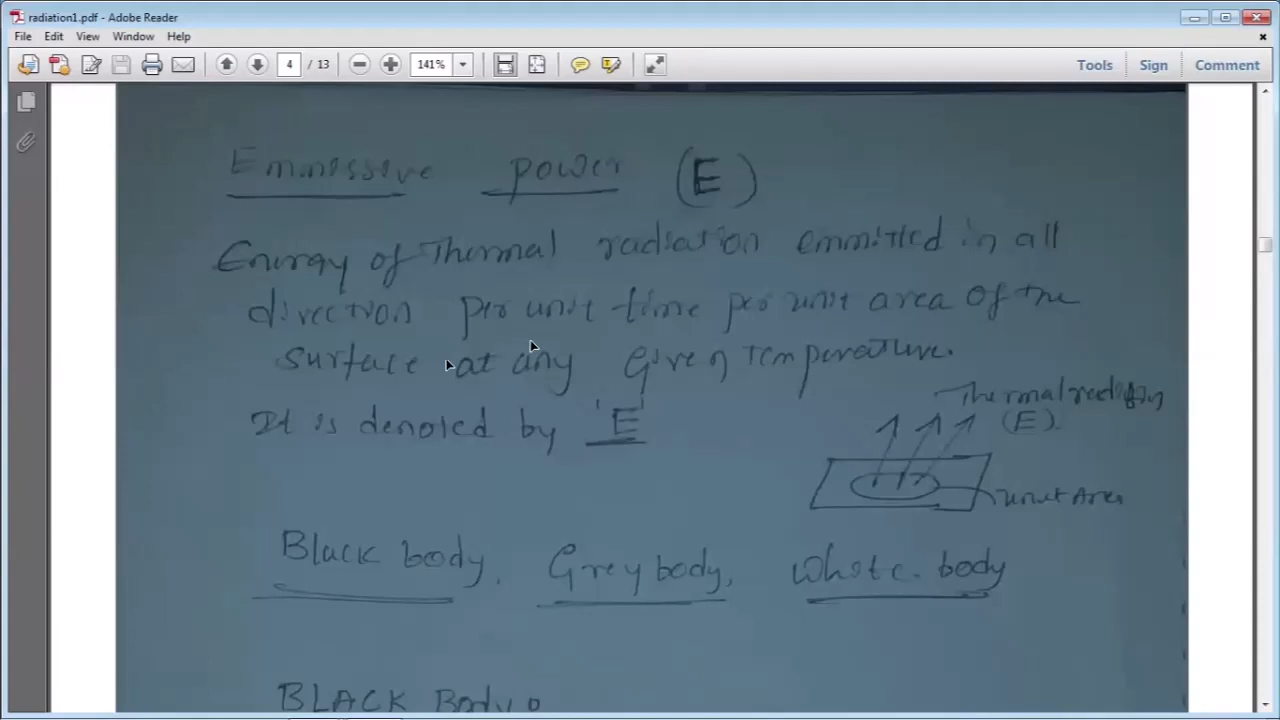 radiation1.pdf - Adobe Reader
File Edit View Window Help
4 / 13 141% Tools Sign Comment
Emmissive power (E)
Energy of Thermal radiation emmitted in all
direction per unit time per unit area of the
surface at any given temperature.
It is denoted by 'E'
Thermal
(E).
unit Area
Black body, Grey body, White. body
BLACK Body